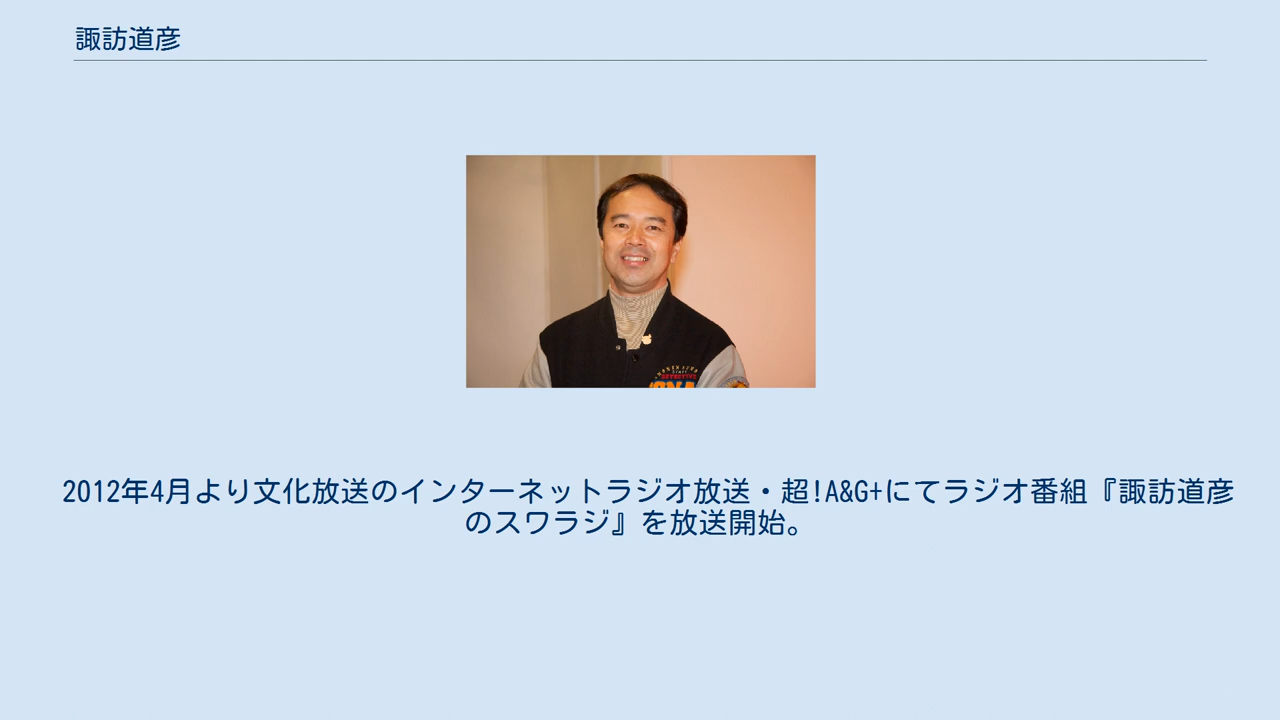 諏訪道彦
DETECTIVE
2012年4月より文化放送のインターネットラジオ放送・超!A&G+にてラジオ番組『諏訪道彦
のスワラジ』を放送開始。